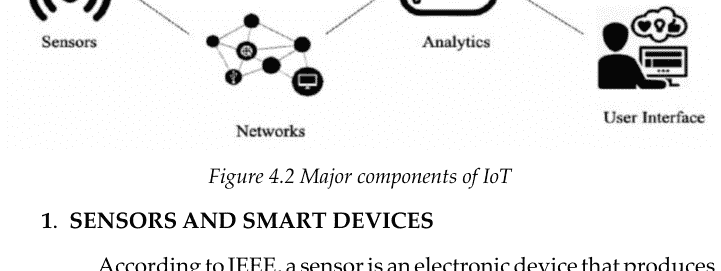 Sensors
Analytics
User Interface
Networks
Figure 4.2 Major components of IoT
1. SENSORS AND SMART DEVICES
According to IEEE, a sensor is an electronic device that produces